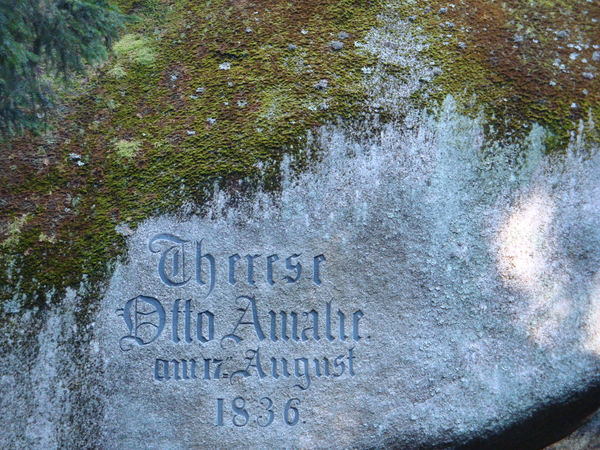 Therese
Otto Amalie.
am 17. August
1836.